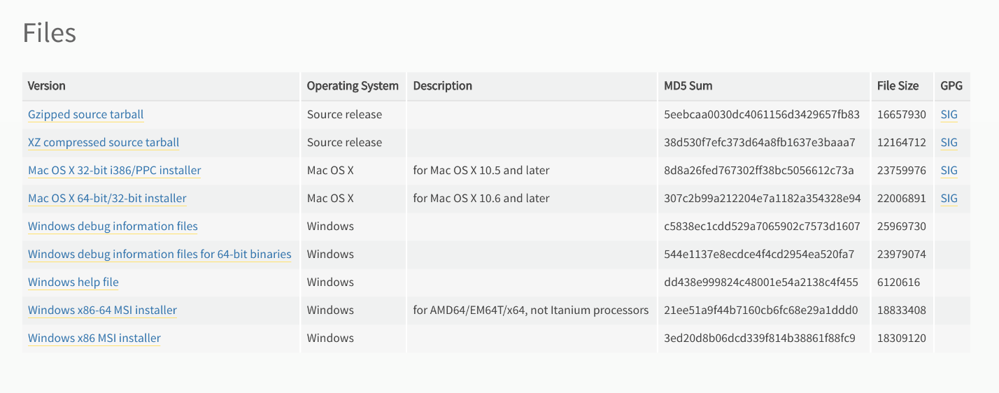 Files
Version Operating System Description MD5 Sum File Size GPG
Gzipped source tarball Source release 5eebcaa0030dc4061156d3429657fb83 16657930 SIG
XZ compressed source tarball Source release 38d530f7efc373d64a8fb1637e3baaa7 12164712 SIG
Mac OS X 32-bit i386/PPC installer Mac OS X for Mac OS X 10.5 and later 8d8a26fed767302ff38bc5056612c73a 23759976 SIG
Mac OS X 64-bit/32-bit installer Mac OS X for Mac OS X 10.6 and later 307c2b99a212204e7a1182a354328e94 22006891 SIG
Windows debug information files Windows c5838ec1cdd529a7065902c7573d1607 25969730
Windows debug information files for 64-bit binaries Windows 544e1137e8ecdce4f4cd2954ea520fa7 23979074
Windows help file Windows dd438e999824c48001e54a2138c4f455 6120616
Windows x86-64 MSI installer Windows for AMD64/EM64T/x64, not Itanium processors 21ee51a9f44b7160cb6fc68e29a1ddd0 18833408
Windows x86 MSI installer Windows 3ed20d8b06dcd339f814b38861f88fc9 18309120